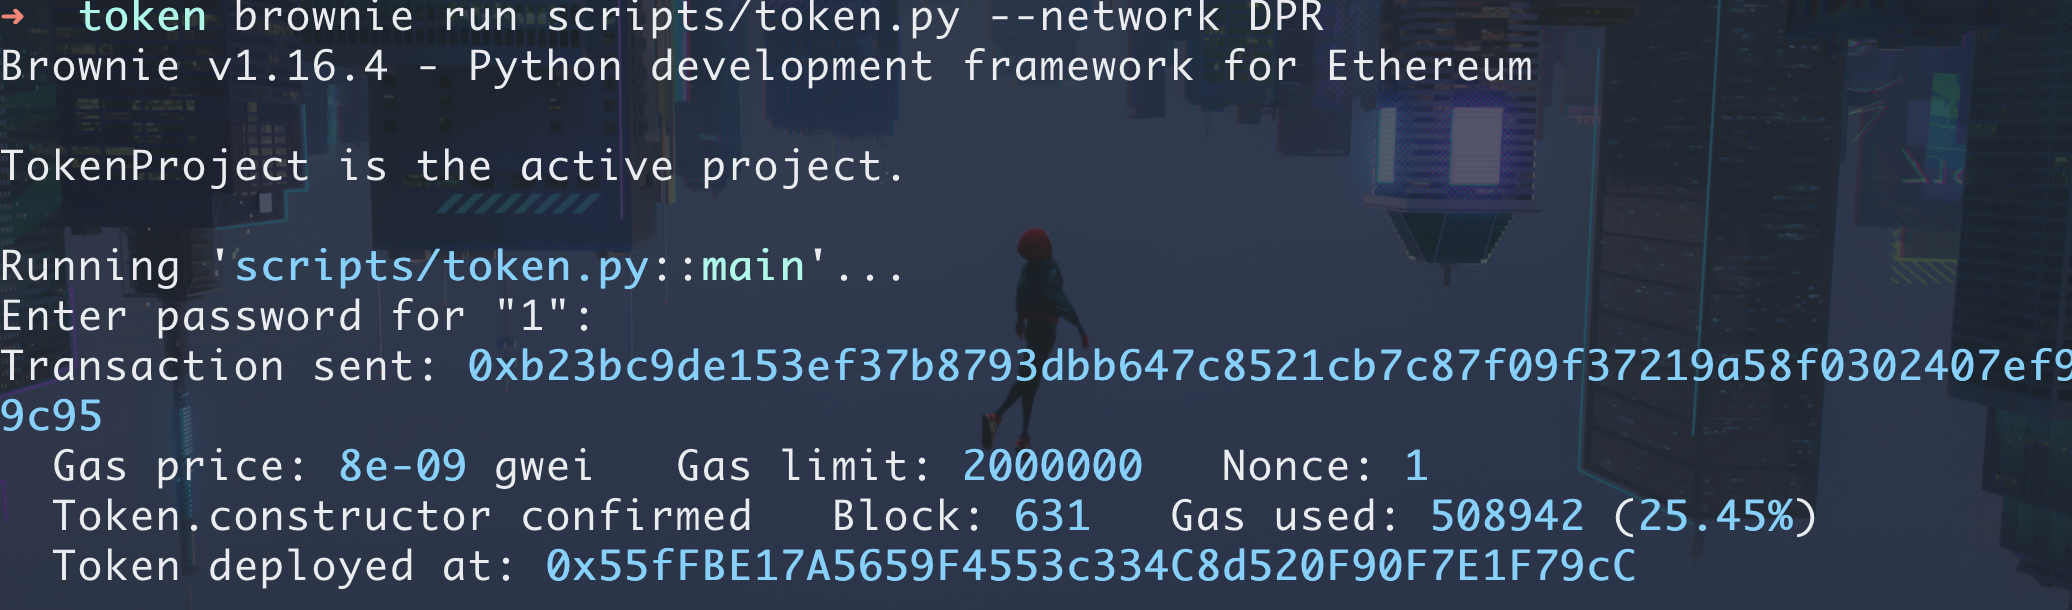 ➜  token brownie run scripts/token.py --network DPR
Brownie v1.16.4 - Python development framework for Ethereum
TokenProject is the active project.
Running 'scripts/token.py::main'...
Enter password for "1":
Transaction sent: 0xb23bc9de153ef37b8793dbb647c8521cb7c87f09f37219a58f0302407ef9
9c95
Gas price: 8e-09 gwei   Gas limit: 2000000   Nonce: 1
Token.constructor confirmed   Block: 631   Gas used: 508942 (25.45%)
Token deployed at: 0x55fFBE17A5659F4553c334C8d520F90F7E1F79cC